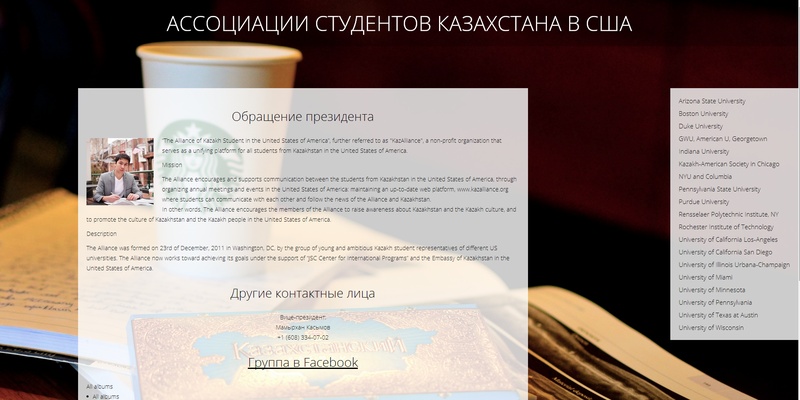 АССОЦИАЦИИ СТУДЕНТОВ КАЗАХСТАНА В США
Обращение президента
"The Alliance of Kazakh Student in the United States of America", further referred to as "KazAlliance", a non-profit organization that
serves as a unifying platform for all students from Kazakhstan in the United States of America.
Mission
The Alliance encourages and supports communication between the students from Kazakhstan in the United States of America, through
organizing annual meetings and events in the United States of America; maintaining an up-to-date web platform, www.kazalliance.org
where students can communicate with each other and follow the news of the Alliance and Kazakhstan.
In other words, The Alliance encourages the members of the Alliance to raise awareness about Kazakhstan and the Kazakh culture, and
to promote the culture of Kazakhstan and the Kazakh people in the United States of America.
Description
The Alliance was formed on 23rd of December, 2011 in Washington, DC, by the group of young and ambitious Kazakh student representatives of different US
universities. The Alliance now works toward achieving its goals under the support of 'JSC Center for International Programs' and the Embassy of Kazakhstan in the
United States of America.
Другие контактные лица
Вице-президент:
Мамырхан Касымов
+1 (608) 334-07-02
Группа в Facebook
All albums
• All albums
Arizona State University
Boston University
Duke University
GWU, American U, Georgetown
Indiana University
Kazakh-American Society in Chicago
NYU and Columbia
Pennsylvania State University
Purdue University
Rensselaer Polytechnic Institute, NY
Rochester Institute of Technology
University of California Los-Angeles
University of California San Diego
University of Illinois Urbana-Champaign
University of Miami
University of Minnesota
University of Pennsylvania
University of Texas at Austin
University of Wisconsin